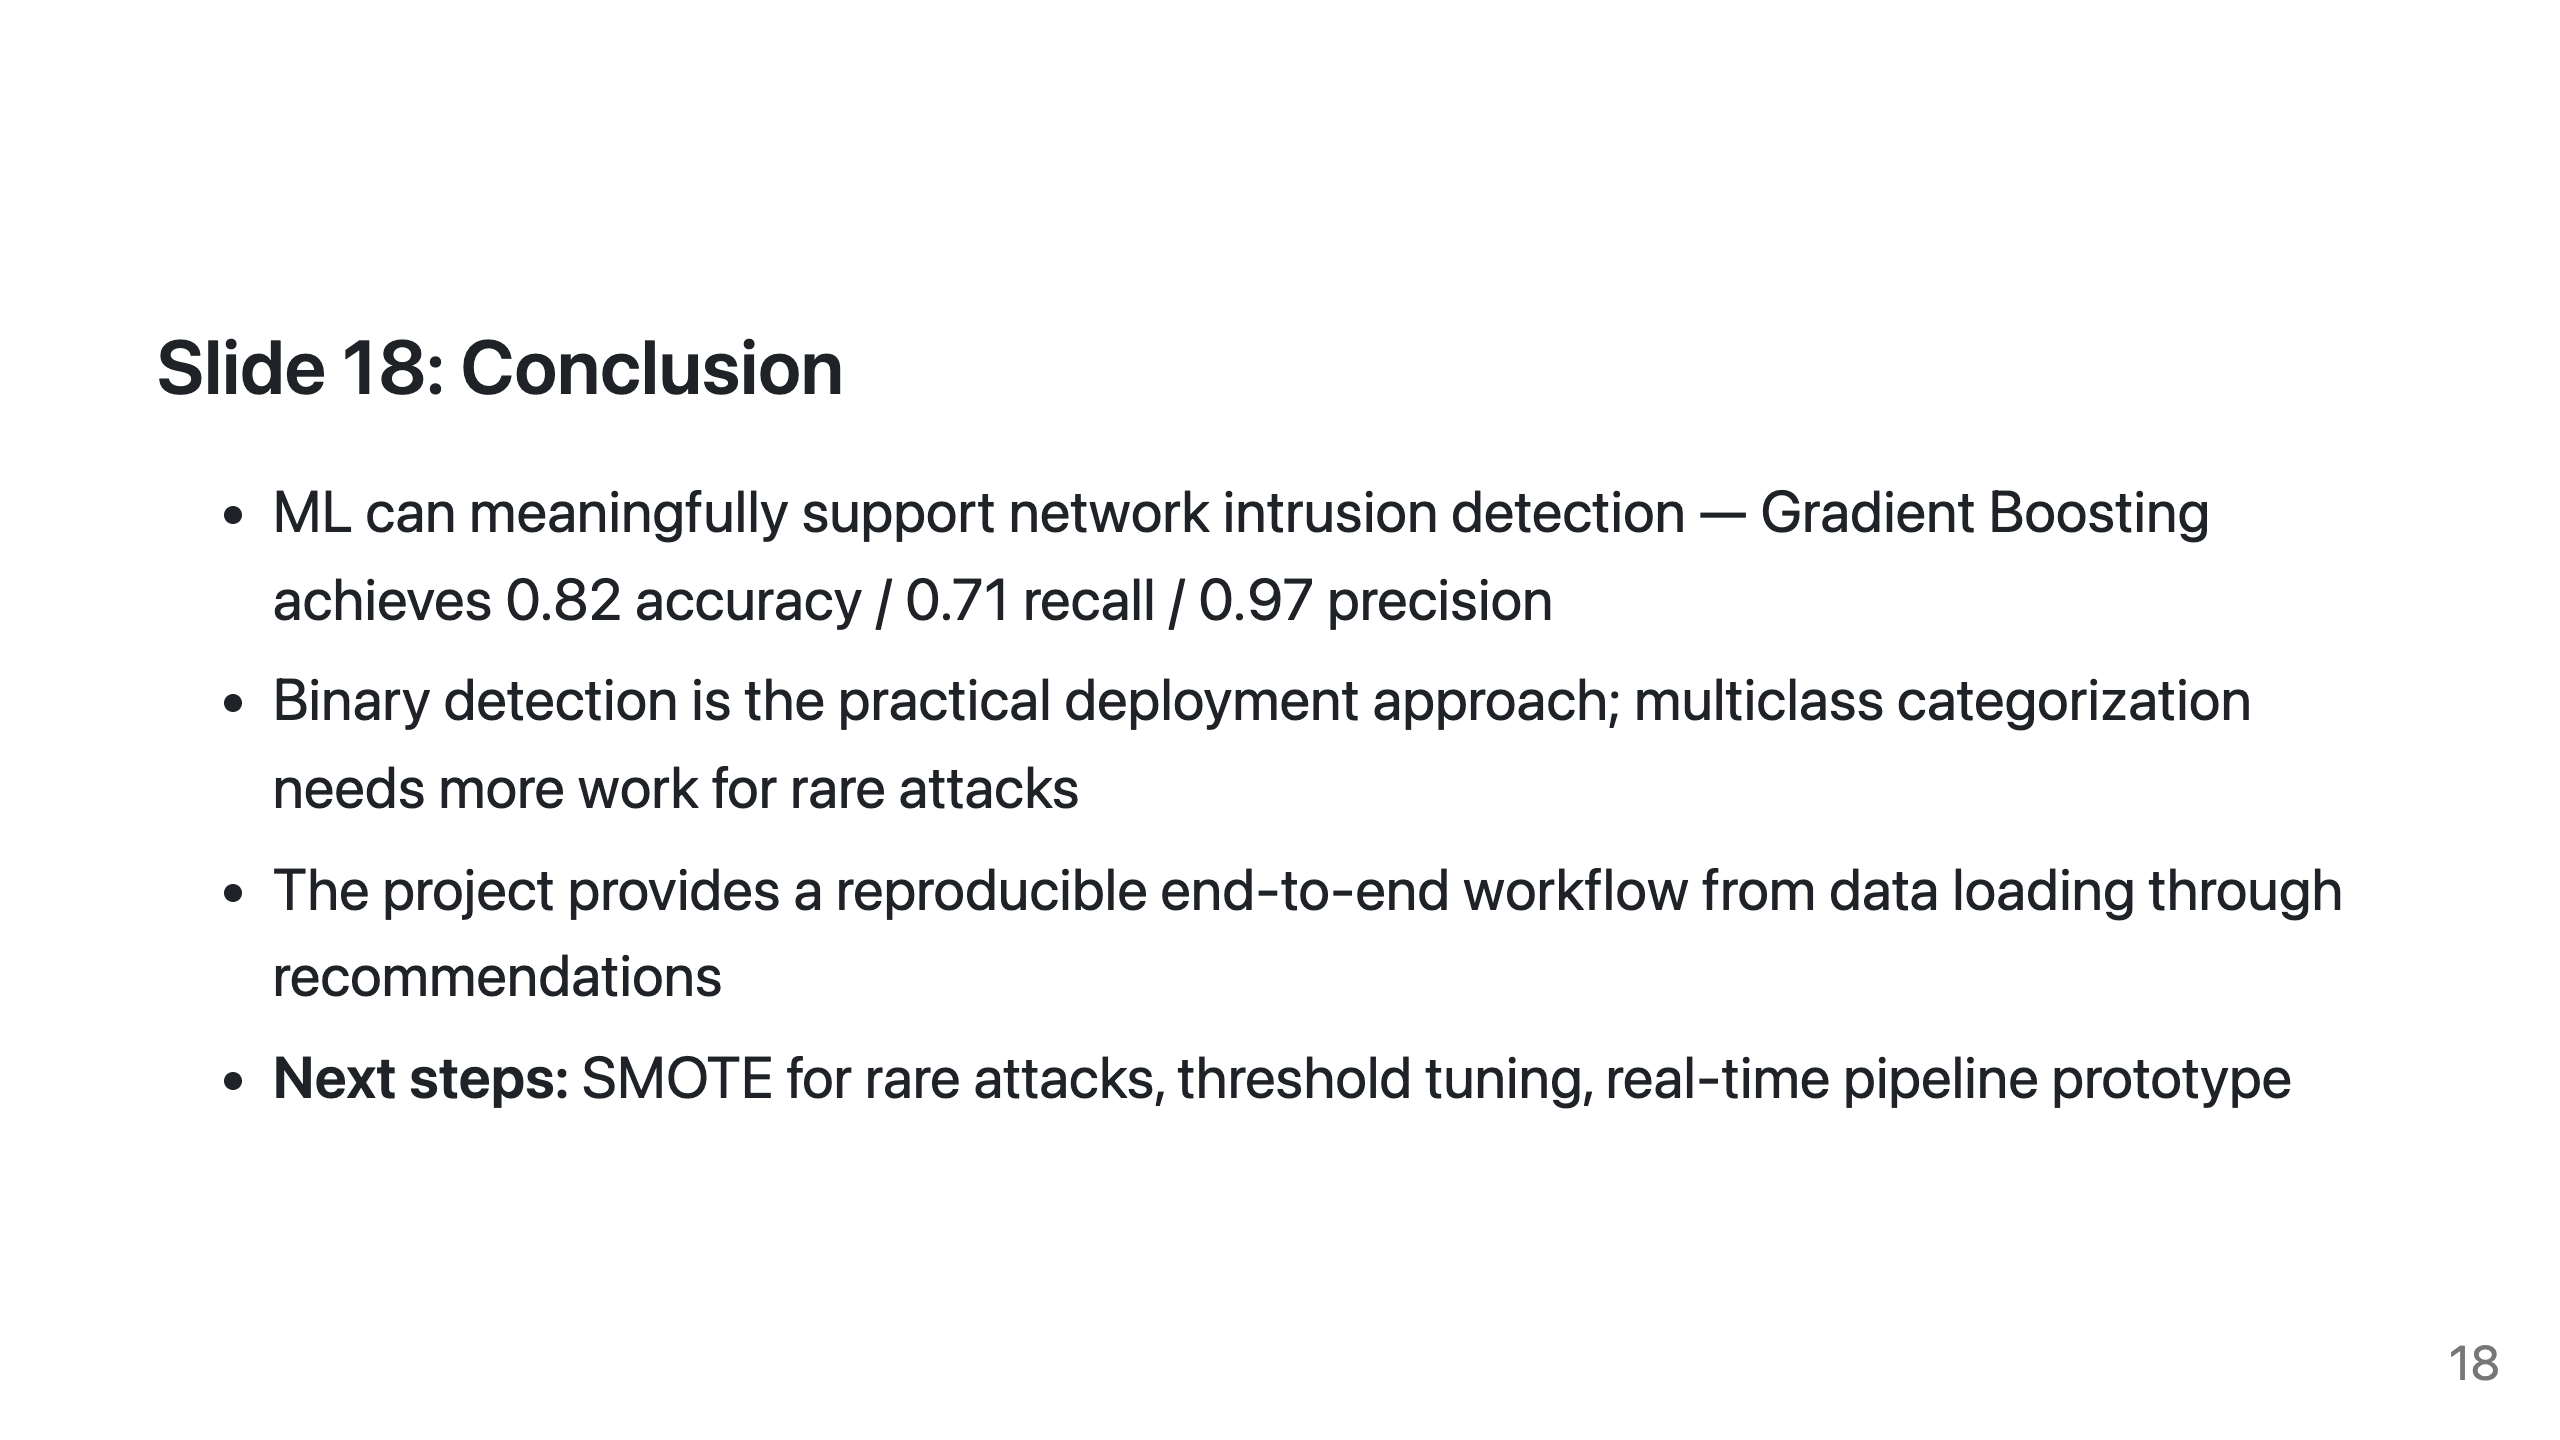 Slide 18: Conclusion
• ML can meaningfully support network intrusion detection — Gradient Boosting
achieves 0.82 accuracy / 0.71 recall / 0.97 precision
• Binary detection is the practical deployment approach; multiclass categorization
needs more work for rare attacks
• The project provides a reproducible end-to-end workflow from data loading through
recommendations
• Next steps: SMOTE for rare attacks, threshold tuning, real-time pipeline prototype
18